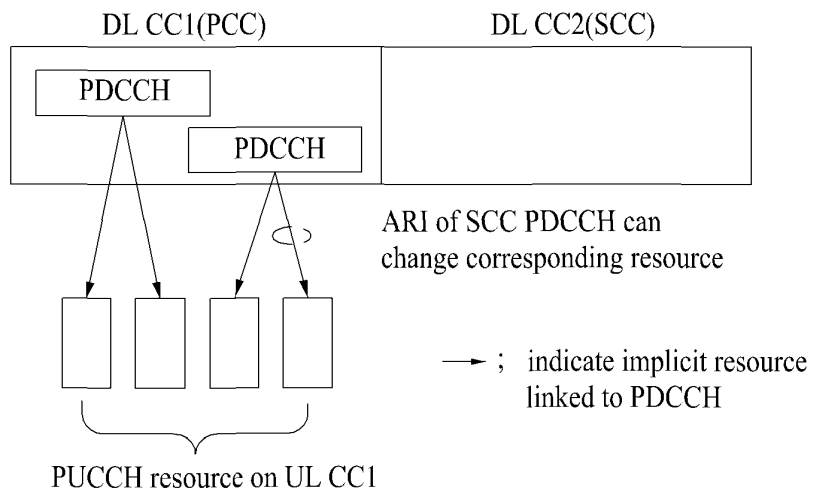 DL CC1(PCC)
DL CC2(SCC)
PDCCH
PDCCH
ARI of SCC PDCCH can
change corresponding resource
; indicate implicit resource
linked to PDCCH
PUCCH resource on UL CC1